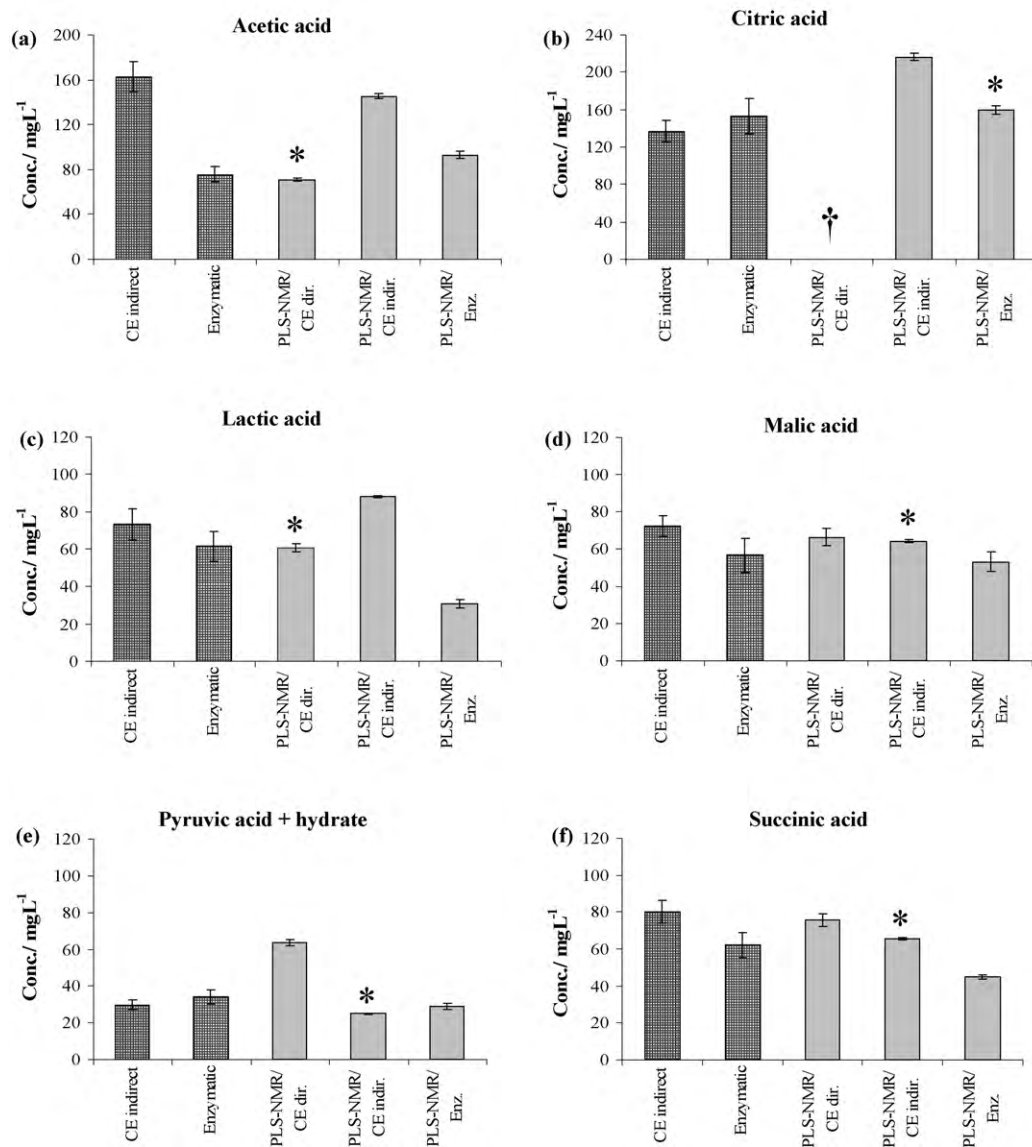 (a)
Acetic acid
Conc./ mgL⁻¹
200
160
120
80
40
0
*
CE indirect
Enzymatic
PLS-NMR/
CE dir.
PLS-NMR/
CE indir.
PLS-NMR/
Enz.
(b)
Citric acid
Conc./ mgL⁻¹
240
200
160
120
80
40
0
†
*
CE indirect
Enzymatic
PLS-NMR/
CE dir.
PLS-NMR/
CE indir.
PLS-NMR/
Enz.
(c)
Lactic acid
Conc./ mgL⁻¹
120
100
80
60
40
20
0
*
CE indirect
Enzymatic
PLS-NMR/
CE dir.
PLS-NMR/
CE indir.
PLS-NMR/
Enz.
(d)
Malic acid
Conc./ mgL⁻¹
120
100
80
60
40
20
0
*
CE indirect
Enzymatic
PLS-NMR/
CE dir.
PLS-NMR/
CE indir.
PLS-NMR/
Enz.
(e)
Pyruvic acid + hydrate
Conc./ mgL⁻¹
120
100
80
60
40
20
0
*
CE indirect
Enzymatic
PLS-NMR/
CE dir.
PLS-NMR/
CE indir.
PLS-NMR/
Enz.
(f)
Succinic acid
Conc./ mgL⁻¹
120
100
80
60
40
20
0
*
CE indirect
Enzymatic
PLS-NMR/
CE dir.
PLS-NMR/
CE indir.
PLS-NMR/
Enz.